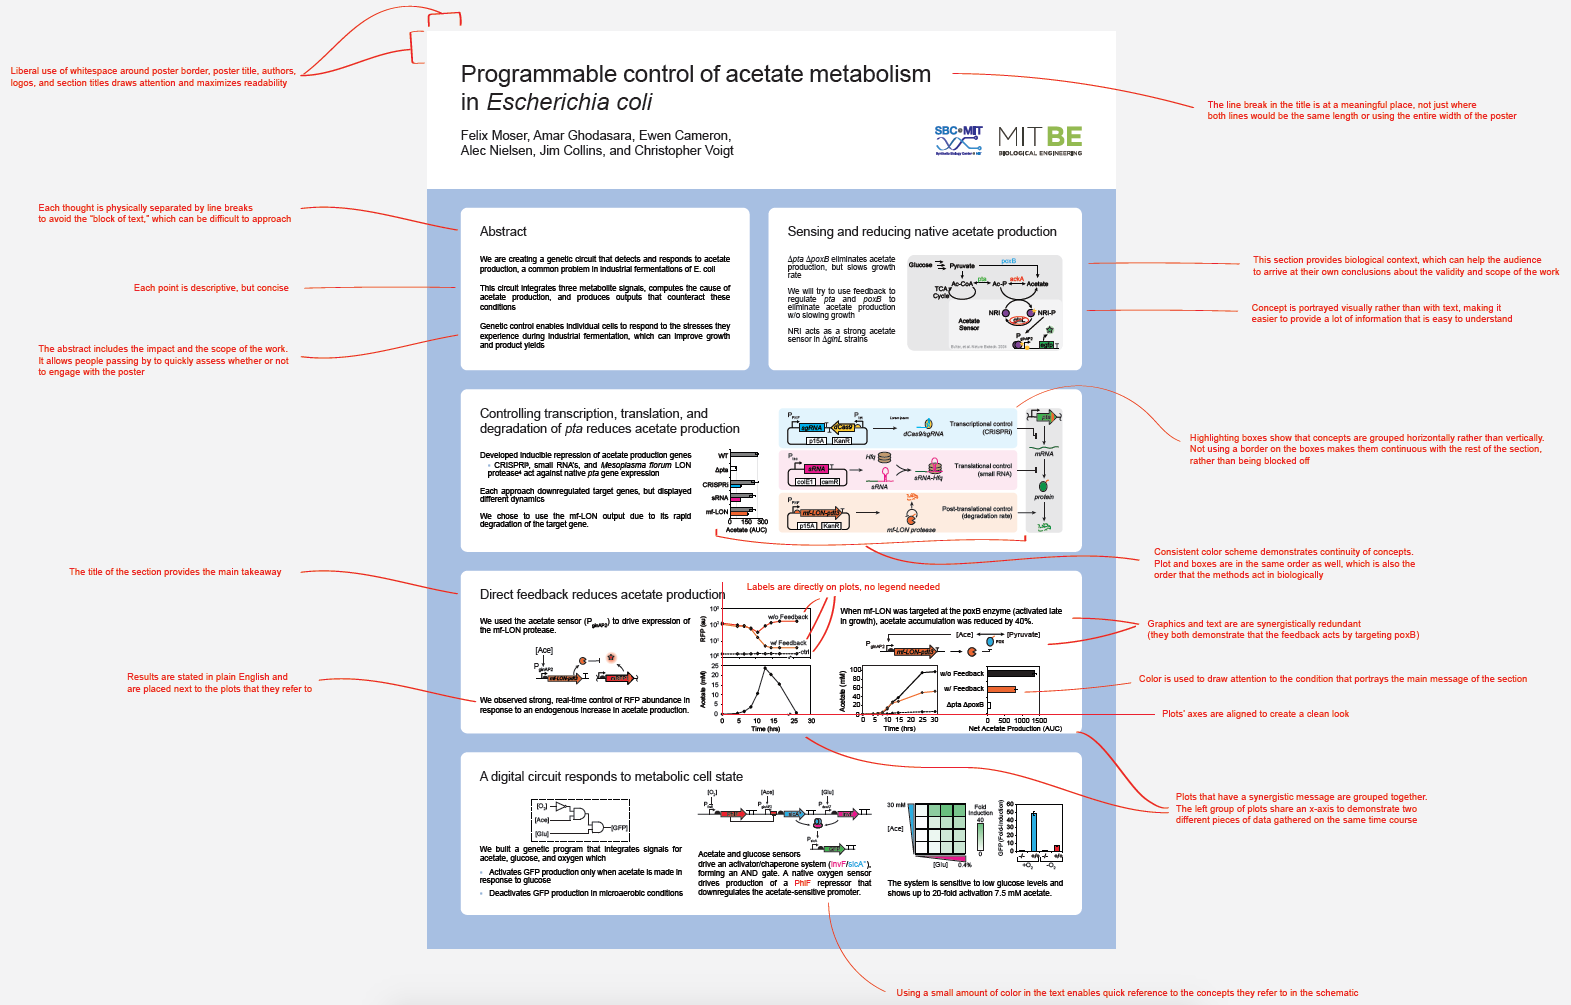 Liberal use of whitespace around poster border, poster title, authors,
logos, and section titles draws attention and maximizes readability
Programmable control of acetate metabolism
in Escherichia coli
The line break in the title is at a meaningful place, not just where
both lines would be the same length or using the entire width of the poster
Felix Moser, Amar Ghodasara, Ewen Cameron,
Alec Nielsen, Jim Collins, and Christopher Voigt
SBC MIT
MIT BE
BIOLOGICAL ENGINEERING
Each thought is physically separated by line breaks
to avoid the "block of text," which can be difficult to approach
Each point is descriptive, but concise
The abstract includes the impact and the scope of the work.
It allows people passing by to quickly assess whether or not
to engage with the poster
Abstract
We are creating a genetic circuit that detects and responds to acetate
production, a common problem in industrial fermentations of E. coli
This circuit integrates three metabolite signals, computes the cause of
acetate production, and produces outputs that counteract these
conditions
Genetic control enables individual cells to respond to the stresses they
experience during industrial fermentation, which can improve growth
and product yields
Sensing and reducing native acetate production
Δpta ΔpoxB eliminates acetate
production, but slows growth
rate
We will try to use feedback to
regulate pta and poxB to
eliminate acetate production
w/o slowing growth
NRI acts as a strong acetate
sensor in ΔglnL strains
Glucose
Pyruvate
poxB
pta
ackA
TCA
Cycle
Ac-CoA
Ac-P
Acetate
NRI
glnL
NRI-P
Acetate
Sensor
P
glnAP2
egfp
This section provides biological context, which can help the audience
to arrive at their own conclusions about the validity and scope of the work
Concept is portrayed visually rather than with text, making it
easier to provide a lot of information that is easy to understand
Controlling transcription, translation, and
degradation of pta reduces acetate production
Developed inducible repression of acetate production genes
◦ CRISPRi³, small RNA's, and Mesoplasma florum LON
protease⁴ act against native pta gene expression
Each approach downregulated target genes, but displayed
different dynamics
We chose to use the mf-LON output due to its rapid
degradation of the target gene.
WT
Δpta
CRISPRi
sRNA
mf-LON
0 150 300
Acetate (AUC)
sgRNA
dCas9
p15A
KanR
dCas9/sgRNA
Transcriptional control
(CRISPRi)
sRNA
colE1
camR
Hfq
sRNA
sRNA-Hfq
Translational control
(small RNA)
mf-LON-pdt3
p15A
KanR
mf-LON protease
Post-translational control
(degradation rate)
pta
mRNA
protein
Highlighting boxes show that concepts are grouped horizontally rather than vertically.
Not using a border on the boxes makes them continuous with the rest of the section,
rather than being blocked off
Consistent color scheme demonstrates continuity of concepts.
Plot and boxes are in the same order as well, which is also the
order that the methods act in biologically
The title of the section provides the main takeaway
Results are stated in plain English and
are placed next to the plots that they refer to
Direct feedback reduces acetate production
We used the acetate sensor (PglnAP2) to drive expression of
the mf-LON protease.
[Ace]
P
glnAP2
We observed strong, real-time control of RFP abundance in
response to an endogenous increase in acetate production.
Labels are directly on plots, no legend needed
RFP (au)
w/o Feedback
w/ Feedback
ctrl
Acetate (mM)
25
20
15
10
5
0
0 5 10 15 25 30
Time (hrs)
When mf-LON was targeted at the poxB enzyme (activated late
in growth), acetate accumulation was reduced by 40%.
[Ace]
[Pyruvate]
P
glnAP2
mf-LON-pdt3
POX
Acetate (mM)
100
80
60
40
20
0
0 5 10 15 20 25 30
Time (hrs)
w/o Feedback
w/ Feedback
Δpta ΔpoxB
0 500 1000 1500
Net Acetate Production (AUC)
Graphics and text are are synergistically redundant
(they both demonstrate that the feedback acts by targeting poxB)
Color is used to draw attention to the condition that portrays the main message of the section
Plots' axes are aligned to create a clean look
Plots that have a synergistic message are grouped together.
The left group of plots share an x-axis to demonstrate two
different pieces of data gathered on the same time course
A digital circuit responds to metabolic cell state
[O₂]
[Ace]
[Glu]
[GFP]
We built a genetic program that integrates signals for
acetate, glucose, and oxygen which
◦ Activates GFP production only when acetate is made in
response to glucose
◦ Deactivates GFP production in microaerobic conditions
[O₂]
[Ace]
[Glu]
Acetate and glucose sensors
drive an activator/chaperone system (invF/sicA*),
forming an AND gate. A native oxygen sensor
drives production of a PhlF repressor that
downregulates the acetate-sensitive promoter.
30 mM
[Ace]
[Glu]
0.4%
Fold
Induction
40
0
GFP (Fold-Induction)
60
50
40
30
20
10
0
-/- +/+ -/- +/+
+O₂ -O₂
The system is sensitive to low glucose levels and
shows up to 20-fold activation 7.5 mM acetate.
Using a small amount of color in the text enables quick reference to the concepts they refer to in the schematic